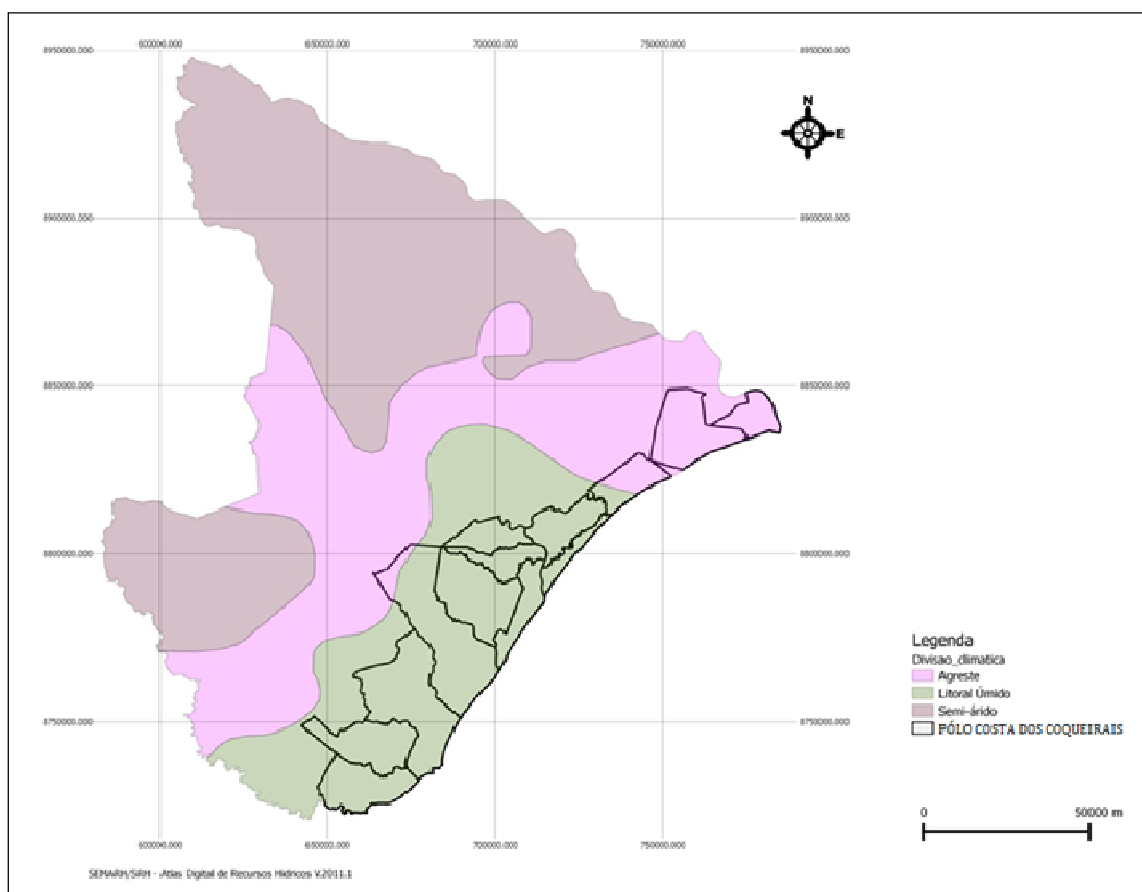 600000.000 650000.000 700000.000 750000.000
8950000.000 8950000.000
N
E
8900000.000 8900000.000
8850000.000 8850000.000
8800000.000 8800000.000
Legenda
Divisao_climatica
Agreste
Litoral Úmido
Semi-árido
PÓLO COSTA DOS COQUEIRAIS
8750000.000 8750000.000
0 50000 m
600000.000 650000.000 700000.000 750000.000
SEMARH/SRH - Atlas Digital de Recursos Hídricos V.2011.1